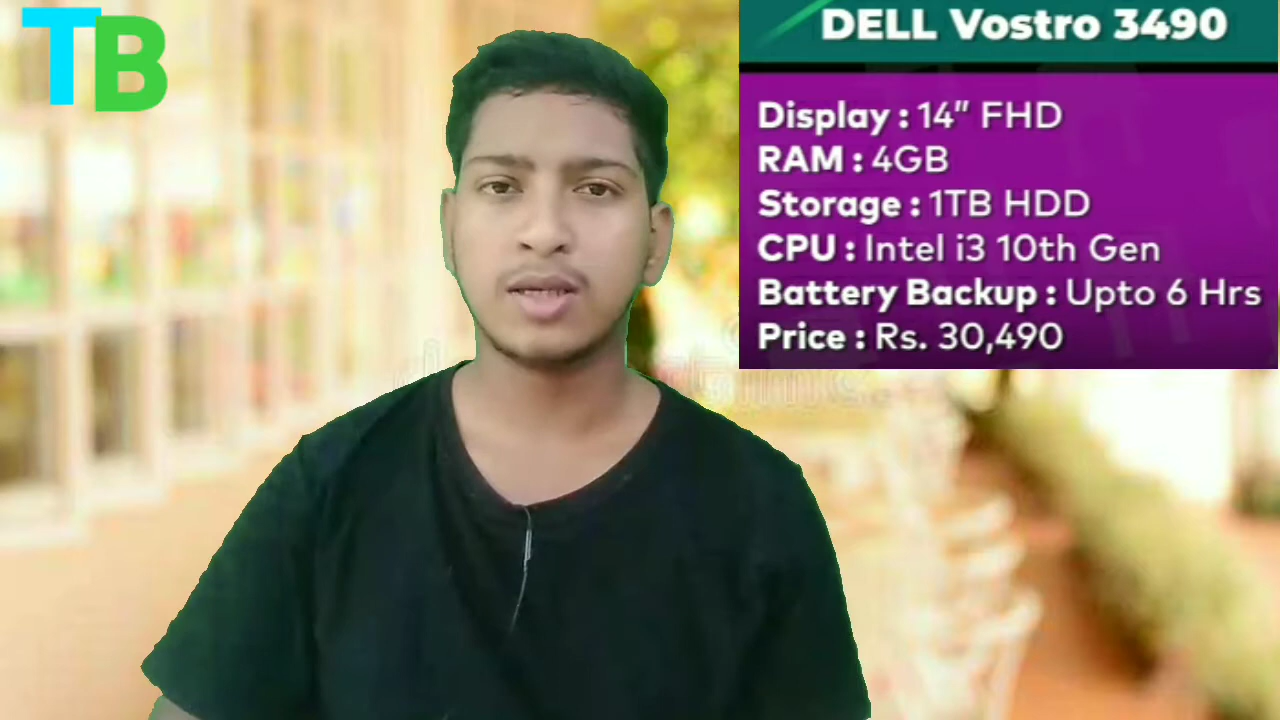 TB
DELL Vostro 3490
Display : 14" FHD
RAM : 4GB
Storage : 1TB HDD
CPU : Intel i3 10th Gen
Battery Backup : Upto 6 Hrs
Price : Rs. 30,490